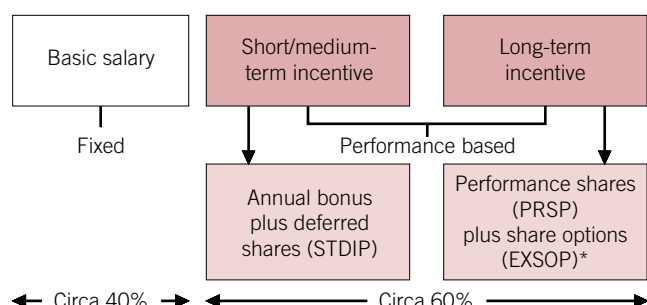 Basic salary
Short/medium-
term incentive
Long-term
incentive
Fixed
Performance based
Annual bonus
plus deferred
shares (STDIP)
Performance shares
(PRSP)
plus share options
(EXSOP)*
Circa 40%
Circa 60%